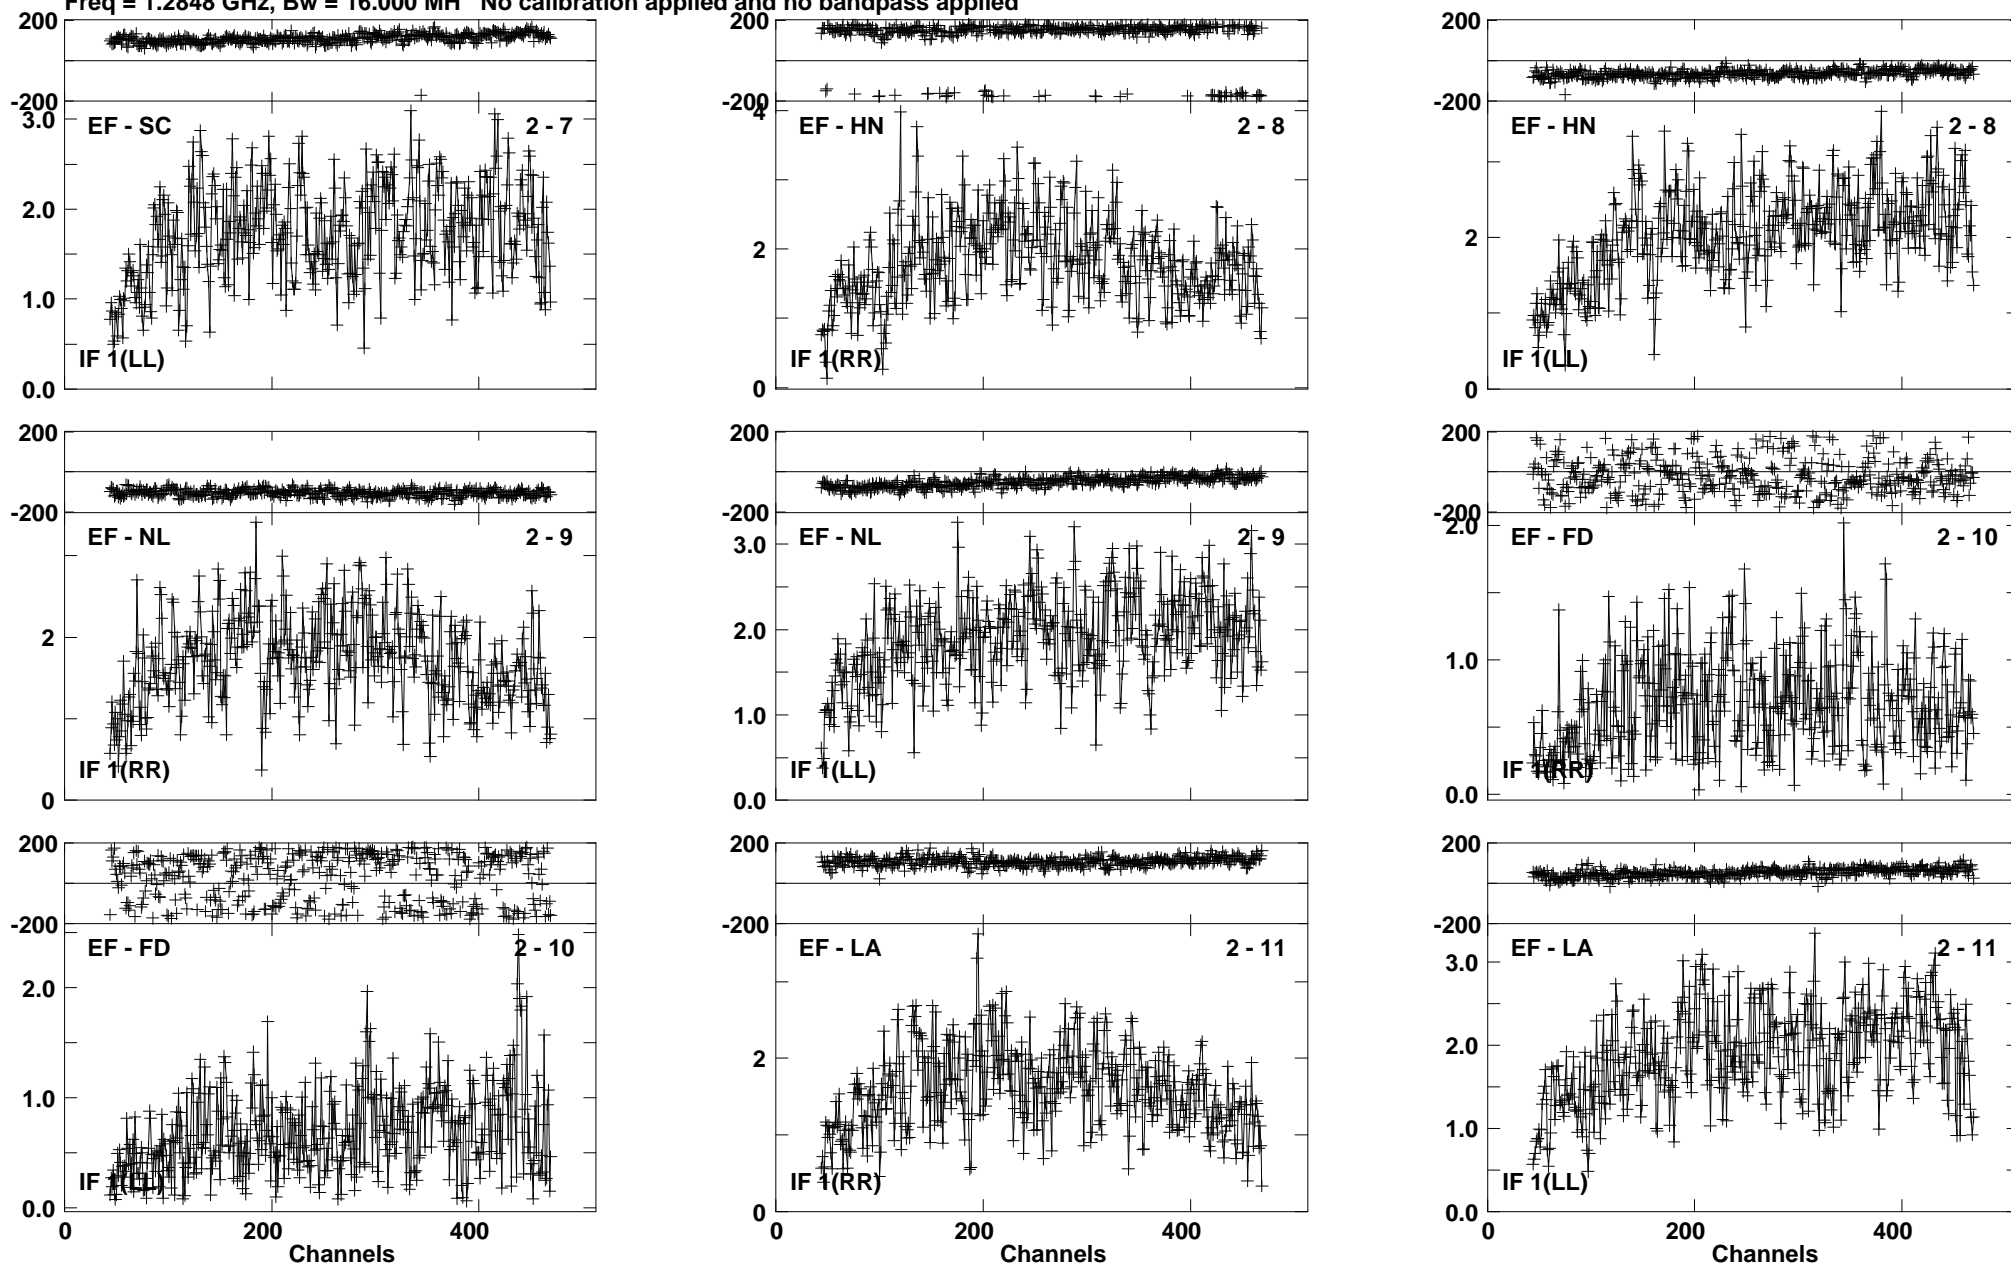 Freq = 1.2848 GHz, Bw = 16.000 MH No calibration applied and no bandpass applied
200
-200
3.0
2.0
1.0
0.0
EF - SC
2 - 7
IF 1(LL)
200
-200
4
2
0
EF - HN
2 - 8
IF 1(RR)
200
-200
2
0
EF - HN
2 - 8
IF 1(LL)
200
-200
2
0
EF - NL
2 - 9
IF 1(RR)
200
-200
3.0
2.0
1.0
0.0
EF - NL
2 - 9
IF 1(LL)
200
-200
2.0
1.0
0.0
EF - FD
2 - 10
IF 1(RR)
200
-200
2.0
1.0
0.0
EF - FD
2 - 10
IF 1(LL)
0
200
400
Channels
200
-200
2
0
EF - LA
2 - 11
IF 1(RR)
0
200
400
Channels
200
-200
3.0
2.0
1.0
0.0
EF - LA
2 - 11
IF 1(LL)
0
200
400
Channels